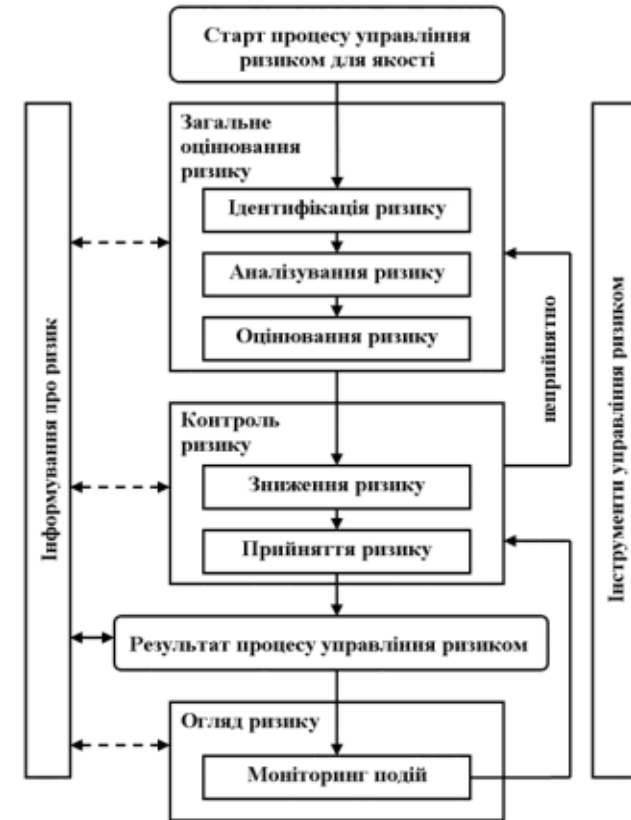 Старт процесу управління
ризиком для якості
Загальне
оцінювання
ризику
Ідентифікація ризику
Аналізування ризику
Оцінювання ризику
неприйнятно
Контроль
ризику
Зниження ризику
Прийняття ризику
Результат процесу управління ризиком
Огляд ризику
Моніторинг подій
Інформування про ризик
Інструменти управління ризиком